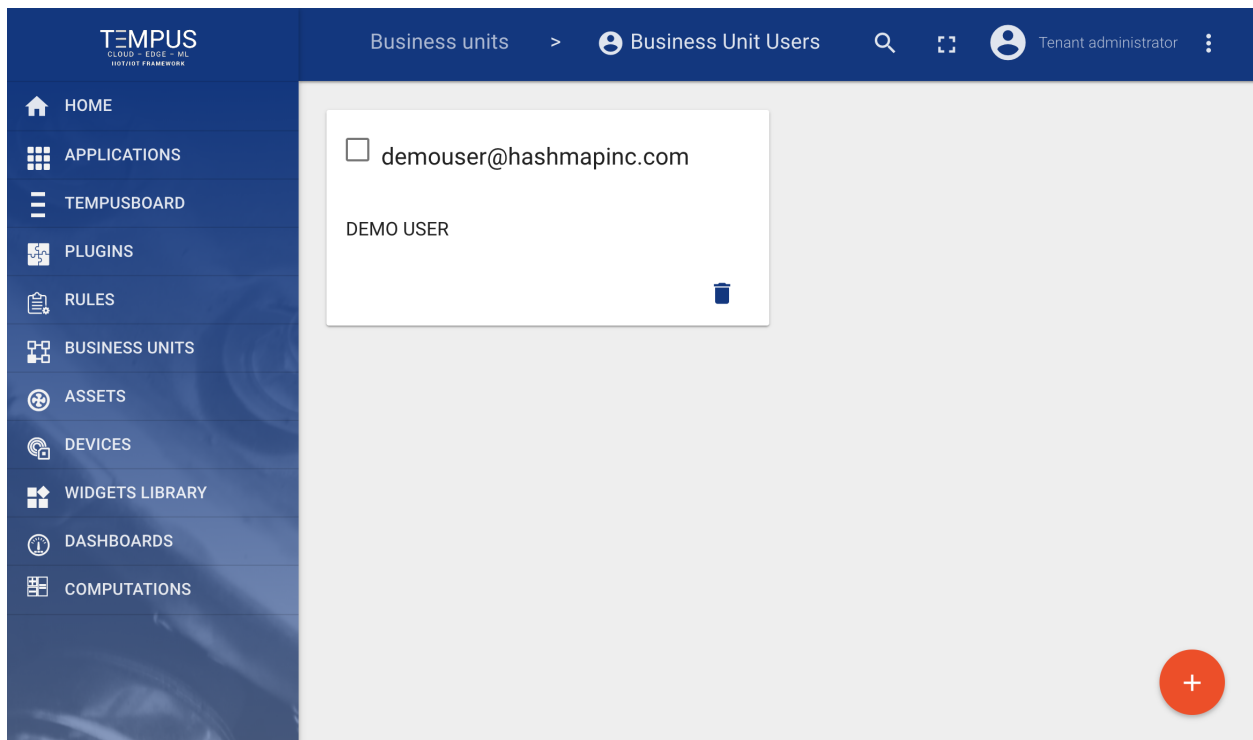 TEMPUS
CLOUD – EDGE – ML
IIOT/IOT FRAMEWORK
Business units > Business Unit Users
Tenant administrator
HOME
APPLICATIONS
TEMPUSBOARD
PLUGINS
RULES
BUSINESS UNITS
ASSETS
DEVICES
WIDGETS LIBRARY
DASHBOARDS
COMPUTATIONS
demouser@hashmapinc.com
DEMO USER